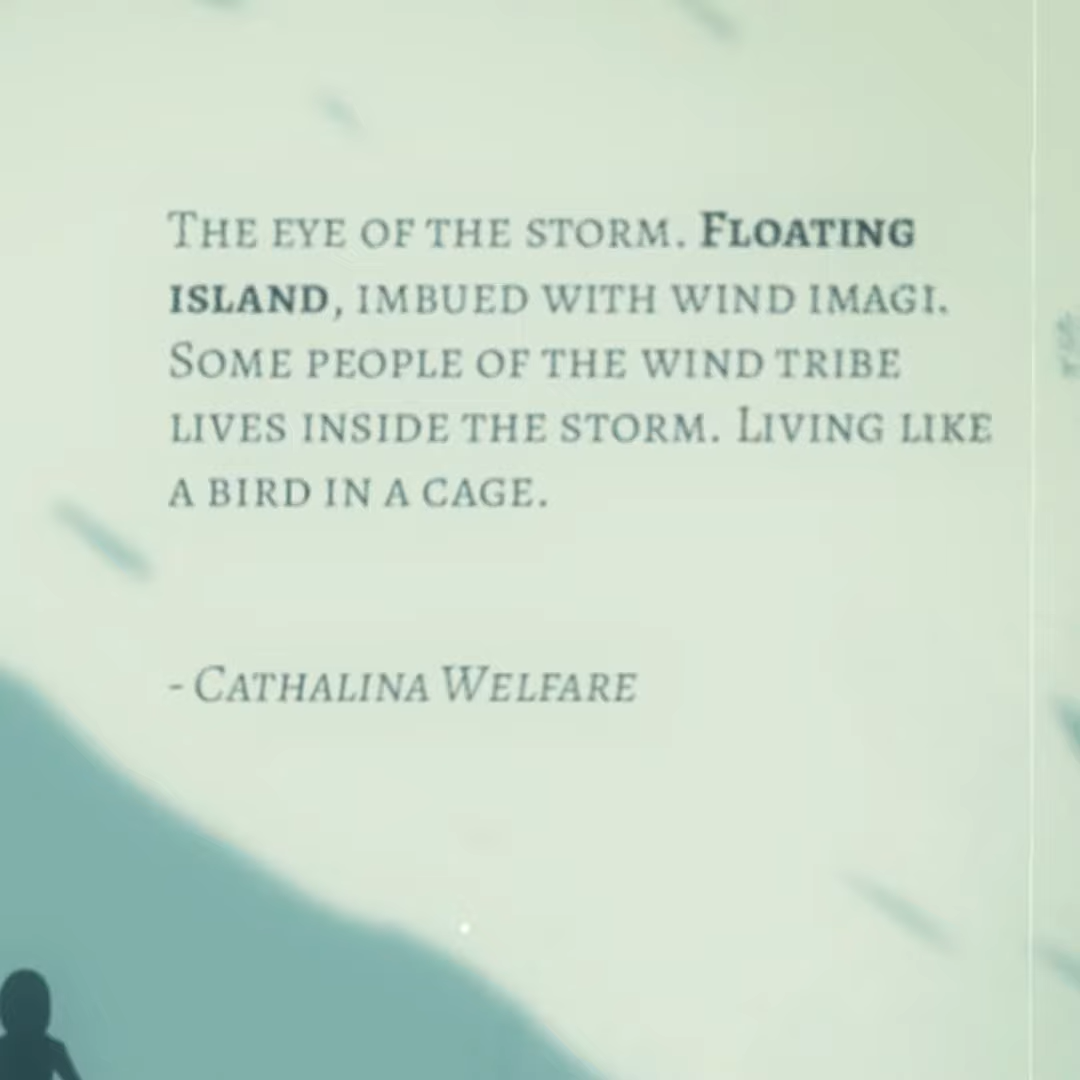 The eye of the storm. Floating
island, imbued with wind imagi.
Some people of the wind tribe
lives inside the storm. Living like
a bird in a cage.
- Cathalina Welfare